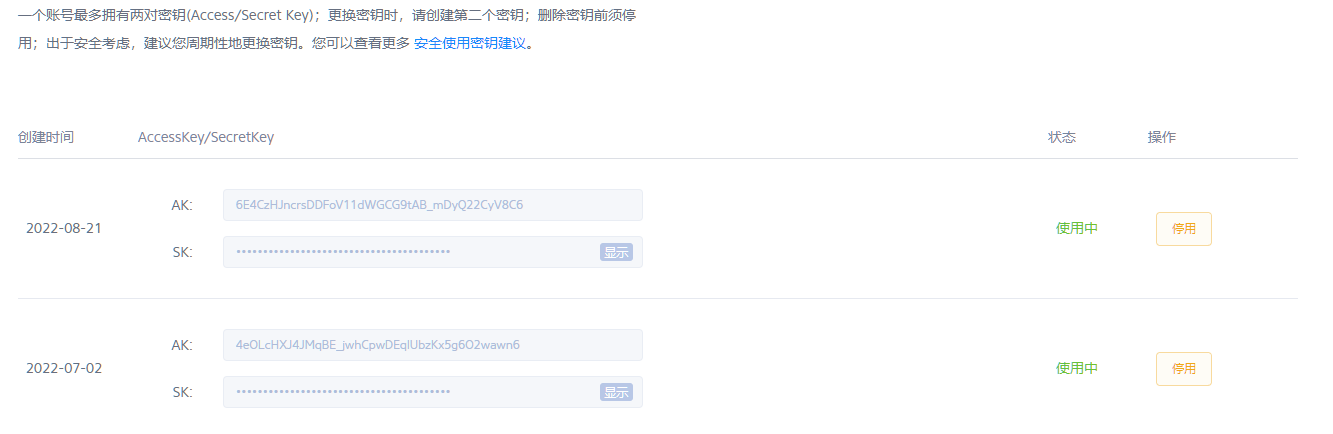 一个账号最多拥有两对密钥(Access/Secret Key)；更换密钥时，请创建第二个密钥；删除密钥前须停
用；出于安全考虑，建议您周期性地更换密钥。您可以查看更多 安全使用密钥建议。
创建时间 AccessKey/SecretKey 状态 操作
AK: 6E4CzHJncrsDDFoV11dWGCG9tAB_mDyQ22CyV8C6
2022-08-21 使用中 停用
SK: •••••••••••••••••••••••••••••••••••••••• 显示
AK: 4eOLcHXJ4JMqBE_jwhCpwDEqlUbzKx5g6O2wawn6
2022-07-02 使用中 停用
SK: •••••••••••••••••••••••••••••••••••••••• 显示